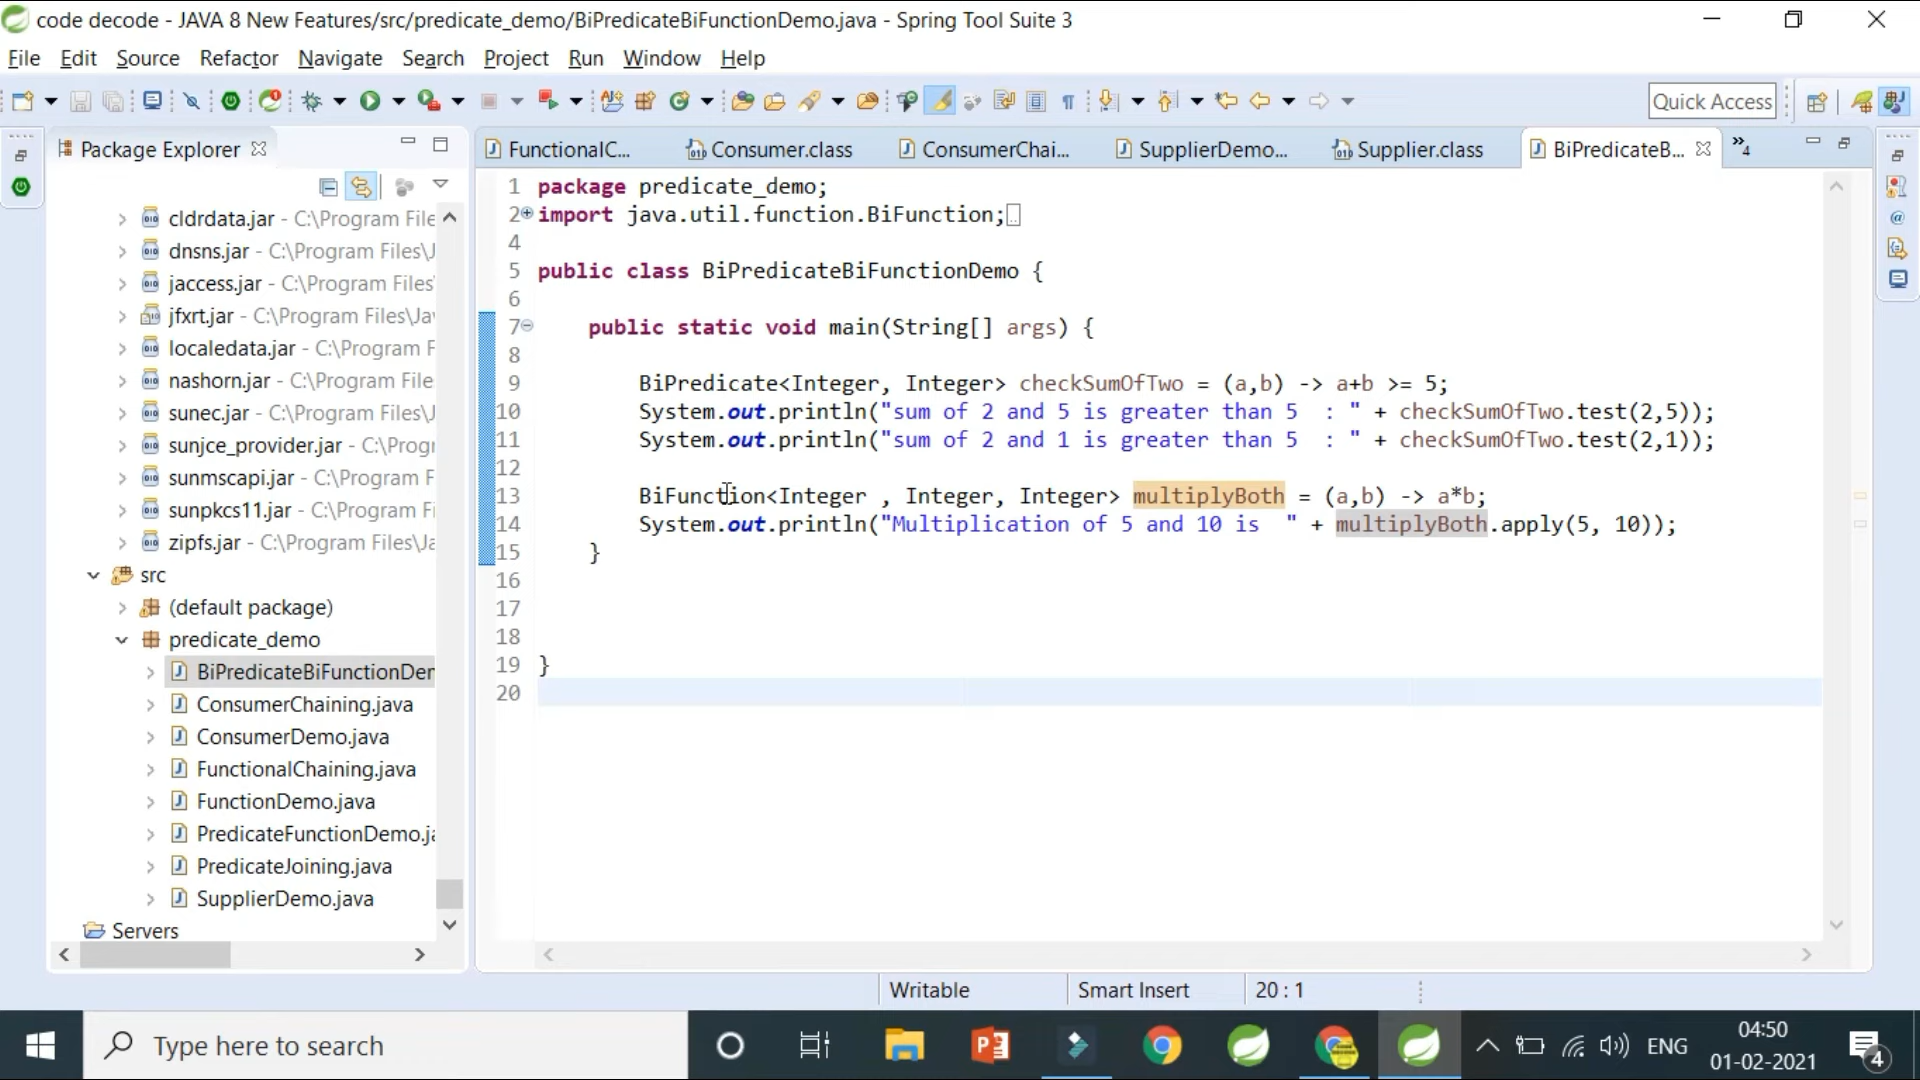 code decode - JAVA 8 New Features/src/predicate_demo/BiPredicateBiFunctionDemo.java - Spring Tool Suite 3
File Edit Source Refactor Navigate Search Project Run Window Help
Quick Access
Package Explorer
FunctionalC...
Consumer.class
ConsumerChai...
SupplierDemo...
Supplier.class
BiPredicateB...
»4
cldrdata.jar - C:\Program File
dnsns.jar - C:\Program Files\J
jaccess.jar - C:\Program Files'
jfxrt.jar - C:\Program Files\Ja
localedata.jar - C:\Program F
nashorn.jar - C:\Program File
sunec.jar - C:\Program Files\J
sunjce_provider.jar - C:\Progr
sunmscapi.jar - C:\Program F
sunpkcs11.jar - C:\Program F
zipfs.jar - C:\Program Files\Ja
src
(default package)
predicate_demo
BiPredicateBiFunctionDer
ConsumerChaining.java
ConsumerDemo.java
FunctionalChaining.java
FunctionDemo.java
PredicateFunctionDemo.ja
PredicateJoining.java
SupplierDemo.java
Servers
1 package predicate_demo;
2 import java.util.function.BiFunction;
4
5 public class BiPredicateBiFunctionDemo {
6
7 public static void main(String[] args) {
8
9 BiPredicate<Integer, Integer> checkSumOfTwo = (a,b) -> a+b >= 5;
10 System.out.println("sum of 2 and 5 is greater than 5  : " + checkSumOfTwo.test(2,5));
11 System.out.println("sum of 2 and 1 is greater than 5  : " + checkSumOfTwo.test(2,1));
12
13 BiFunction<Integer , Integer, Integer> multiplyBoth = (a,b) -> a*b;
14 System.out.println("Multiplication of 5 and 10 is  " + multiplyBoth.apply(5, 10));
15 }
16
17
18
19 }
20
Writable
Smart Insert
20 : 1
Type here to search
ENG
04:50
01-02-2021
4